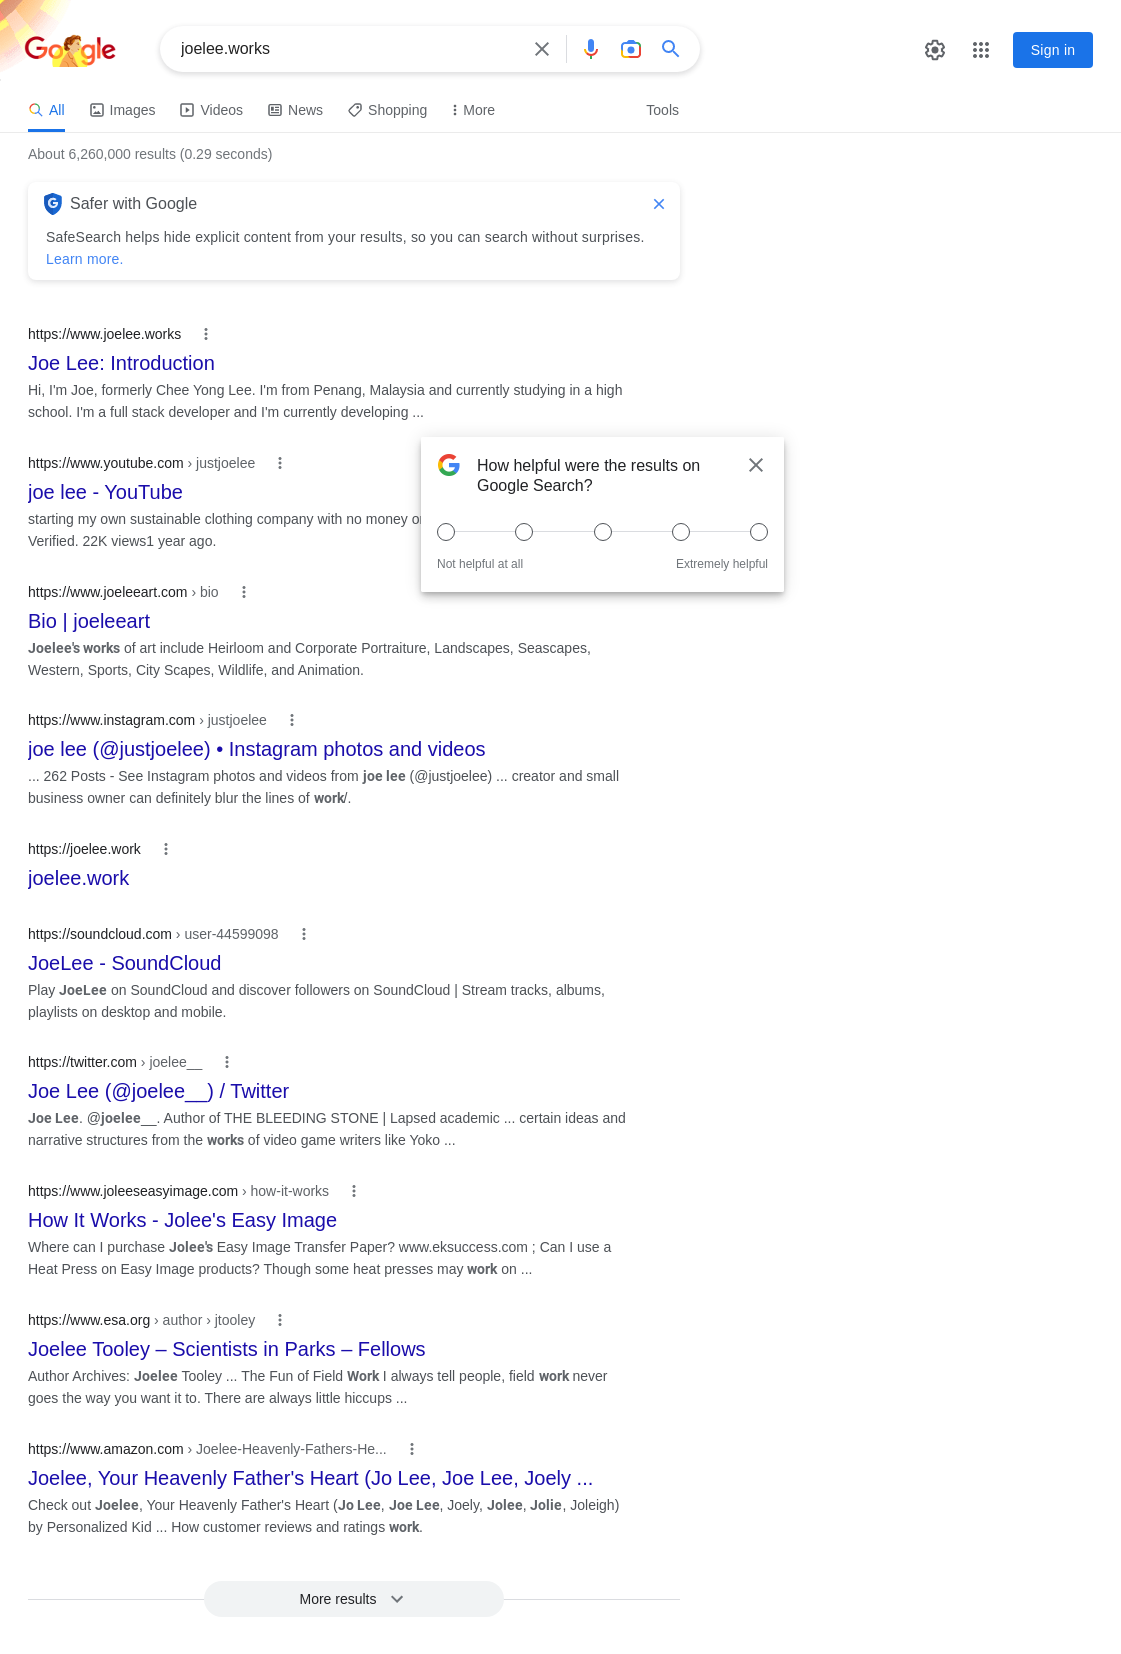 Google
joelee.works
Sign in
All
Images
Videos
News
Shopping
More
Tools
About 6,260,000 results (0.29 seconds)
Safer with Google
SafeSearch helps hide explicit content from your results, so you can search without surprises.
Learn more.
https://www.joelee.works
Joe Lee: Introduction
Hi, I'm Joe, formerly Chee Yong Lee. I'm from Penang, Malaysia and currently studying in a high
school. I'm a full stack developer and I'm currently developing ...
https://www.youtube.com › justjoelee
joe lee - YouTube
starting my own sustainable clothing company with no money
Verified. 22K views1 year ago.
How helpful were the results on
Google Search?
Not helpful at all
Extremely helpful
https://www.joeleeart.com › bio
Bio | joeleeart
Joelee's works of art include Heirloom and Corporate Portraiture, Landscapes, Seascapes,
Western, Sports, City Scapes, Wildlife, and Animation.
https://www.instagram.com › justjoelee
joe lee (@justjoelee) • Instagram photos and videos
... 262 Posts - See Instagram photos and videos from joe lee (@justjoelee) ... creator and small
business owner can definitely blur the lines of work/.
https://joelee.work
joelee.work
https://soundcloud.com › user-44599098
JoeLee - SoundCloud
Play JoeLee on SoundCloud and discover followers on SoundCloud | Stream tracks, albums,
playlists on desktop and mobile.
https://twitter.com › joelee__
Joe Lee (@joelee__) / Twitter
Joe Lee. @joelee__. Author of THE BLEEDING STONE | Lapsed academic ... certain ideas and
narrative structures from the works of video game writers like Yoko ...
https://www.joleeseasyimage.com › how-it-works
How It Works - Jolee's Easy Image
Where can I purchase Jolee's Easy Image Transfer Paper? www.eksuccess.com ; Can I use a
Heat Press on Easy Image products? Though some heat presses may work on ...
https://www.esa.org › author › jtooley
Joelee Tooley – Scientists in Parks – Fellows
Author Archives: Joelee Tooley ... The Fun of Field Work I always tell people, field work never
goes the way you want it to. There are always little hiccups ...
https://www.amazon.com › Joelee-Heavenly-Fathers-He...
Joelee, Your Heavenly Father's Heart (Jo Lee, Joe Lee, Joely ...
Check out Joelee, Your Heavenly Father's Heart (Jo Lee, Joe Lee, Joely, Jolee, Jolie, Joleigh)
by Personalized Kid ... How customer reviews and ratings work.
More results